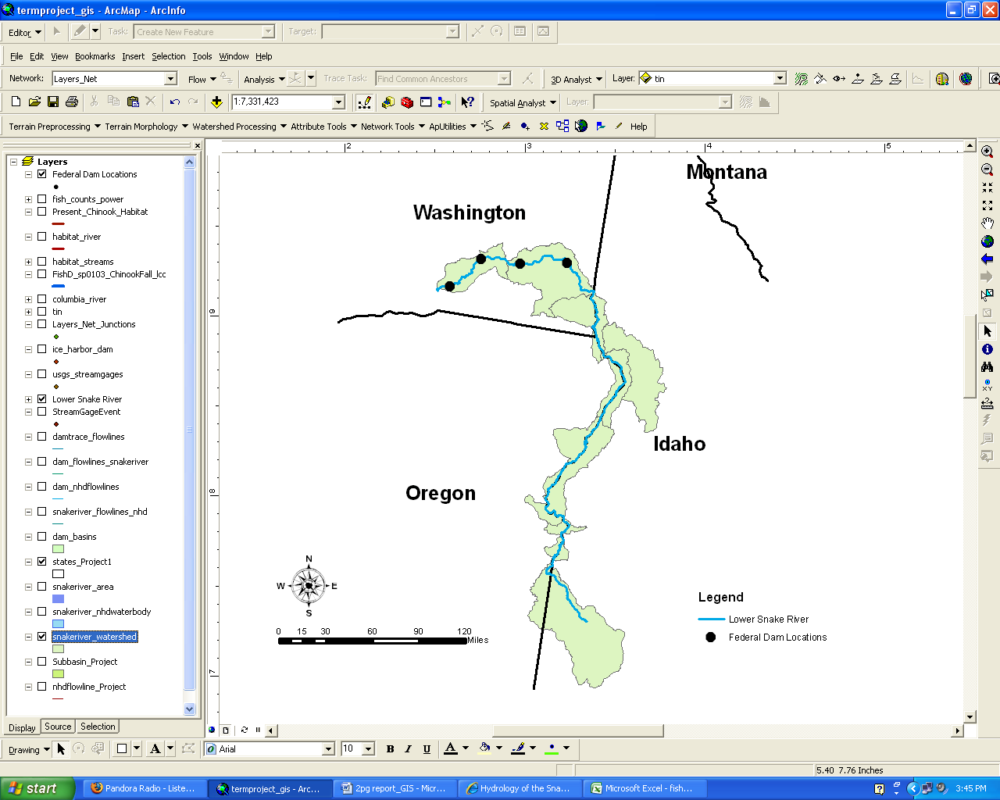 termproject_gis - ArcMap - ArcInfo
Editor Task: Create New Feature Target:
File Edit View Bookmarks Insert Selection Tools Window Help
Network: Layers_Net Flow Analysis Trace Task: Find Common Ancestors 3D Analyst Layer: tin
1:7,331,423 Spatial Analyst Layer:
Terrain Preprocessing Terrain Morphology Watershed Processing Attribute Tools Network Tools ApUtilities Help
2 3 4 5
Layers
Federal Dam Locations
fish_counts_power
Present_Chinook_Habitat
habitat_river
habitat_streams
FishD_sp0103_ChinookFall_lcc
columbia_river
tin
Layers_Net_Junctions
ice_harbor_dam
usgs_streamgages
Lower Snake River
StreamGageEvent
damtrace_flowlines
dam_flowlines_snakeriver
dam_nhdflowlines
snakeriver_flowlines_nhd
dam_basins
states_Project1
snakeriver_area
snakeriver_nhdwaterbody
snakeriver_watershed
Subbasin_Project
nhdflowline_Project
Display Source Selection
9
8
7
Montana
Washington
Idaho
Oregon
N
W E
S
0 15 30 60 90 120
Miles
Legend
Lower Snake River
Federal Dam Locations
Drawing A Arial 10 B I U A
5.40 7.76 Inches
start Pandora Radio - Liste... termproject_gis - Arc... 2pg report_GIS - Micr... Hydrology of the Sna... Microsoft Excel - fish... 3:45 PM